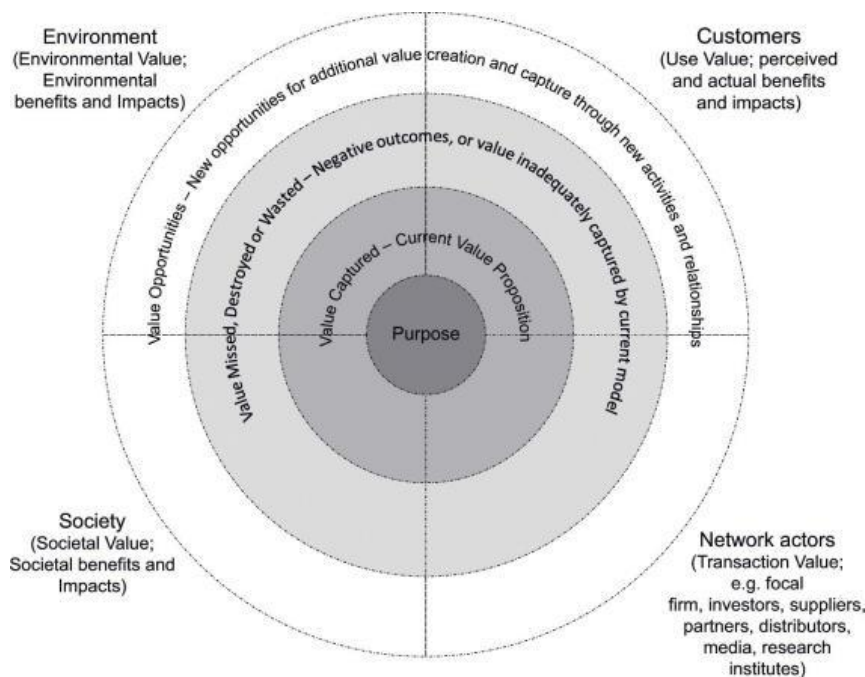 Environment
(Environmental Value;
Environmental
benefits and Impacts)
Customers
(Use Value; perceived
and actual benefits
and impacts)
Value Opportunities – New opportunities for additional value creation and capture through new activities and relationships
Value Missed, Destroyed or Wasted – Negative outcomes, or value inadequately captured by current model
Value Captured – Current Value Proposition
Purpose
Society
(Societal Value;
Societal benefits and
Impacts)
Network actors
(Transaction Value;
e.g. focal
firm, investors, suppliers,
partners, distributors,
media, research
institutes)